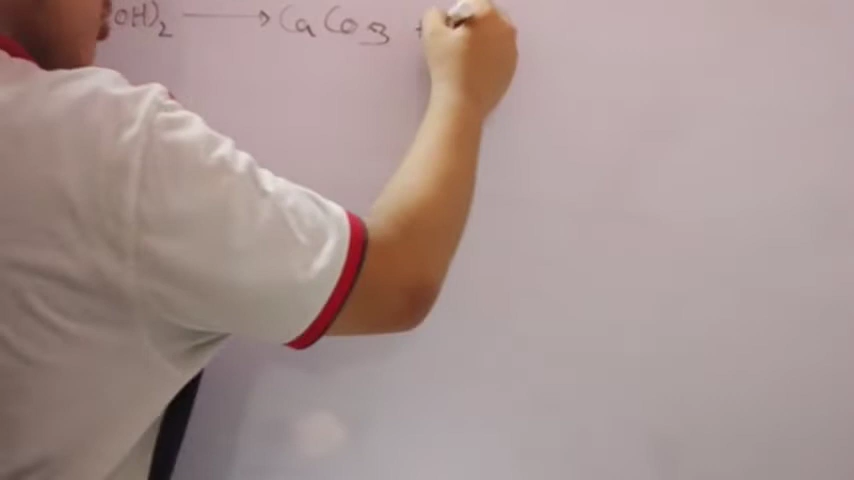 OH)₂ ⟶ CaCo₃ +